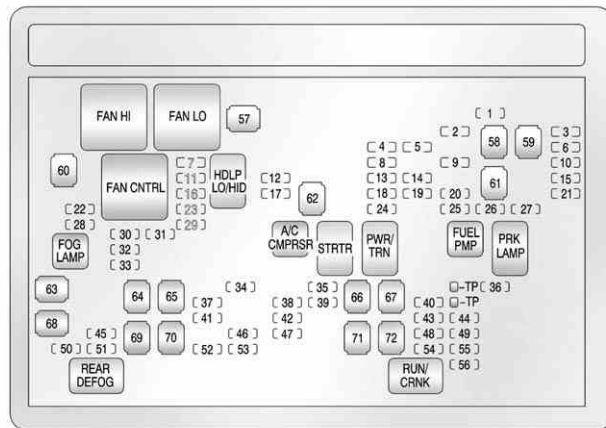 1
FAN HI FAN LO 57
2 3
4 5 58 59 6
60 7 8 9 10
FAN CNTRL 11 HDLP LO/HID 12 13 14 61 15
16 17 62 18 19 20 21
22 23 24 25 26 27
28 29
FOG LAMP 30 31 A/C CMPRSR STRTR PWR/TRN FUEL PMP PRK LAMP
32
33
63 64 65 34 35 66 67 -TP 36
37 38 39 40 -TP
68 41 42 43 44
45 69 70 46 47 71 72 48 49
50 51 52 53 54 55
REAR DEFOG RUN/CRNK 56